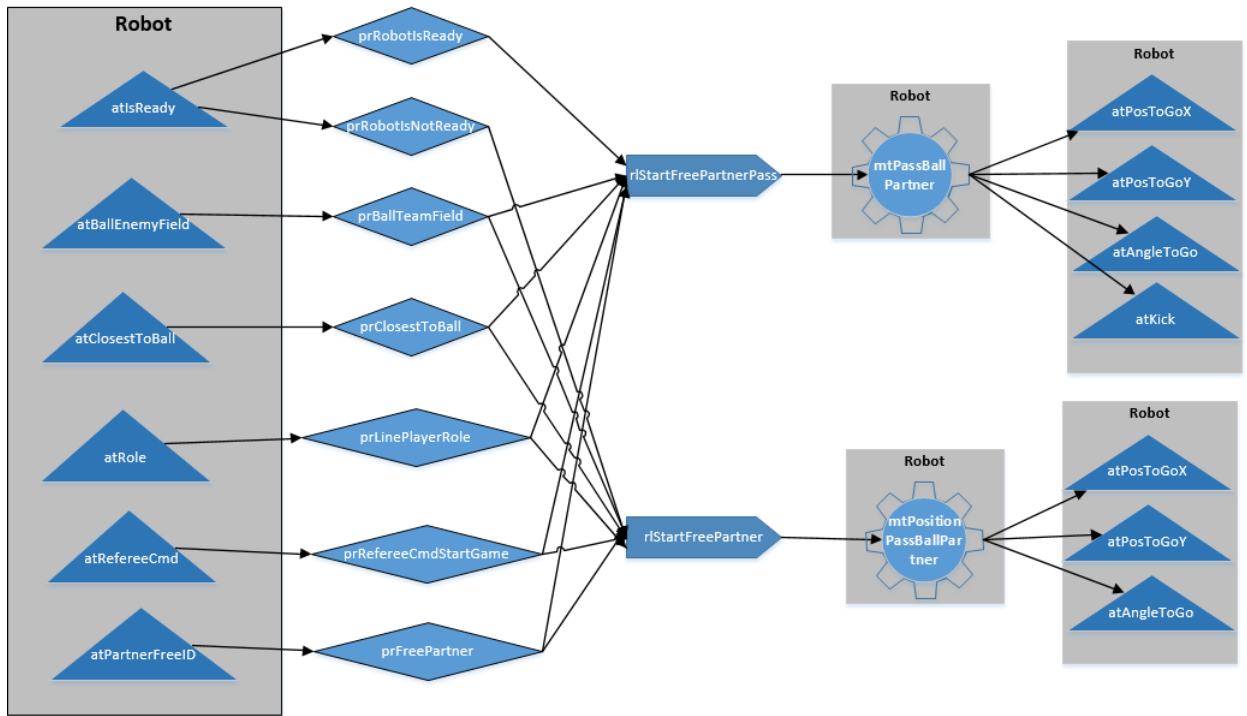 Robot
atIsReady
atBallEnemyField
atClosestToBall
atRole
atRefereeCmd
atPartnerFreeID
prRobotIsReady
prRobotIsNotReady
prBallTeamField
prClosestToBall
prLinePlayerRole
prRefereeCmdStartGame
prFreePartner
rlStartFreePartnerPass
rlStartFreePartner
Robot
mtPassBall
Partner
Robot
mtPosition
PassBallPar
tner
Robot
atPosToGoX
atPosToGoY
atAngleToGo
atKick
Robot
atPosToGoX
atPosToGoY
atAngleToGo